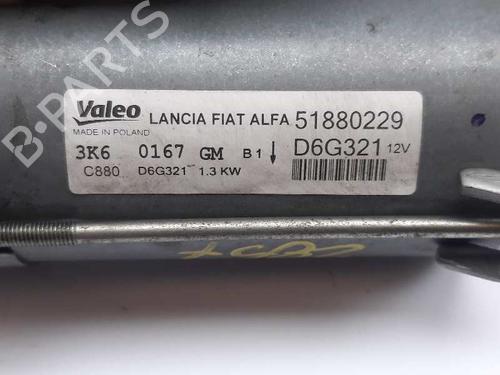 B-PARTS
Valeo LANCIA FIAT ALFA 51880229
MADE IN POLAND
3K6 0167 GM B1 ↓ D6G321 12V
C880 D6G321 1.3 KW